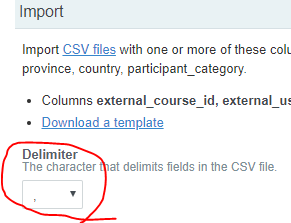 Import
Import CSV files with one or more of these colu
province, country, participant_category.
• Columns external_course_id, external_us
• Download a template
Delimiter
The character that delimits fields in the CSV file.
,